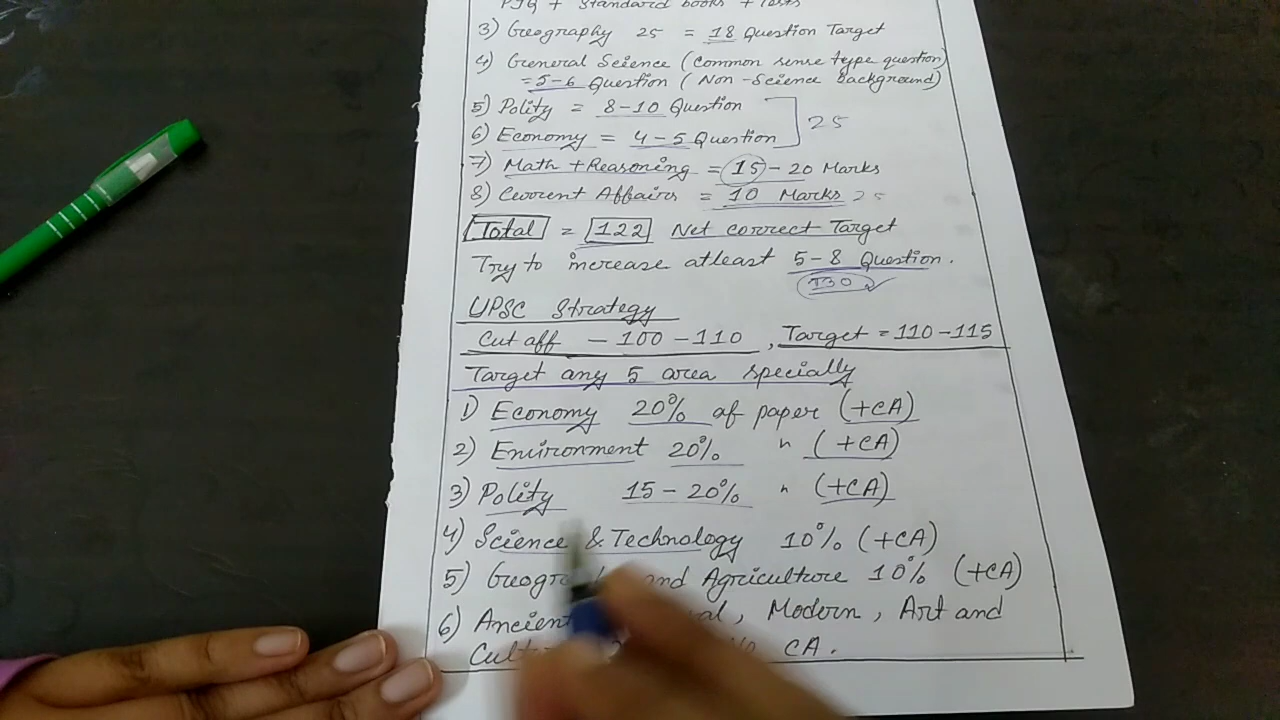 PYQ + Standard books + Tests
3) Geography 25 = 18 Question Target
4) General Science (Common sense type question)
= 5-6 Question (Non-Science background)
5) Polity = 8-10 Question
6) Economy = 4-5 Question
25
7) Math + Reasoning = 15-20 Marks
8) Current Affairs = 10 Marks 25
Total = 122 Net correct Target
Try to increase atleast 5-8 Question.
130
UPSC Strategy
Cut off - 100-110, Target = 110-115
Target any 5 area specially
1) Economy 20% of paper (+CA)
2) Environment 20% " (+CA)
3) Polity 15-20% " (+CA)
4) Science & Technology 10% (+CA)
5) and Agriculture 10% (+CA)
6) Ancient , Modern, Art and
CA.